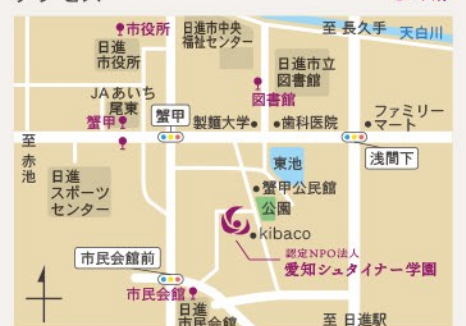 市役所
日進市中央
福祉センター
至 長久手
天白川
日進
市役所
日進市立
図書館
図書館
JAあいち
尾東
蟹甲
蟹甲
製麺大学
歯科医院
ファミリー
マート
至
赤池
浅間下
東池
日進
スポーツ
センター
蟹甲公民館
公園
kibaco
認定NPO法人
愛知シュタイナー学園
市民会館前
市民会館
日進
市民会館
至 日進駅